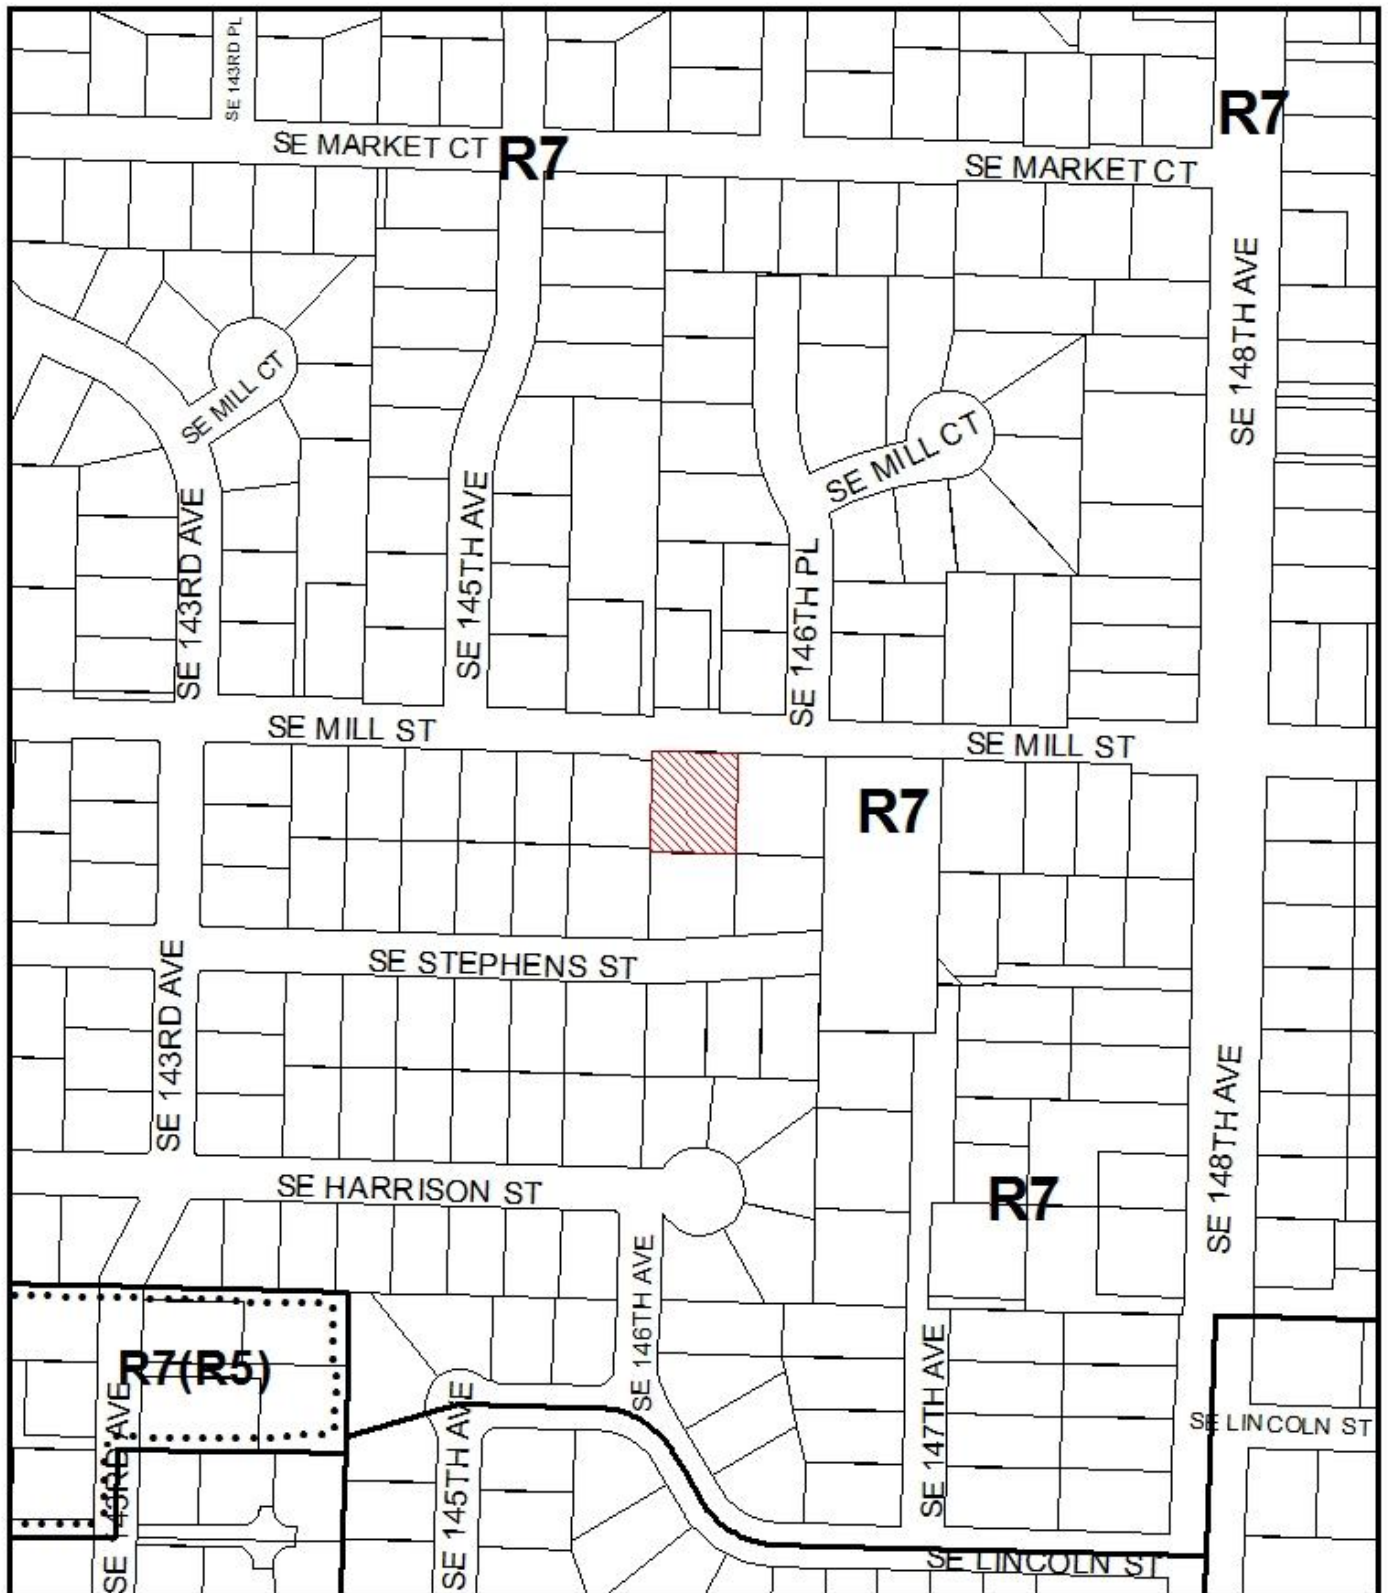 SE 143RD PL
R7
SE MARKET CT
R7
SE MARKET CT
SE 148TH AVE
SE MILL CT
SE MILL CT
SE 143RD AVE
SE 145TH AVE
SE 146TH PL
SE MILL ST
SE MILL ST
R7
SE STEPHENS ST
SE 143RD AVE
SE 148TH AVE
SE HARRISON ST
R7
SE 146TH AVE
SE 147TH AVE
R7(R5)
SE 143RD AVE
SE 145TH AVE
SE LINCOLN ST
SE LINCOLN ST